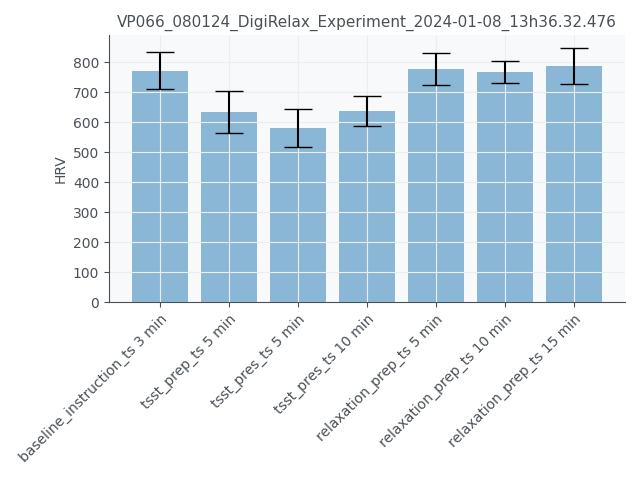 VP066_080124_DigiRelax_Experiment_2024-01-08_13h36.32.476
HRV
800
700
600
500
400
300
200
100
0
baseline_instruction_ts 3 min
tsst_prep_ts 5 min
tsst_pres_ts 5 min
tsst_pres_ts 10 min
relaxation_prep_ts 5 min
relaxation_prep_ts 10 min
relaxation_prep_ts 15 min